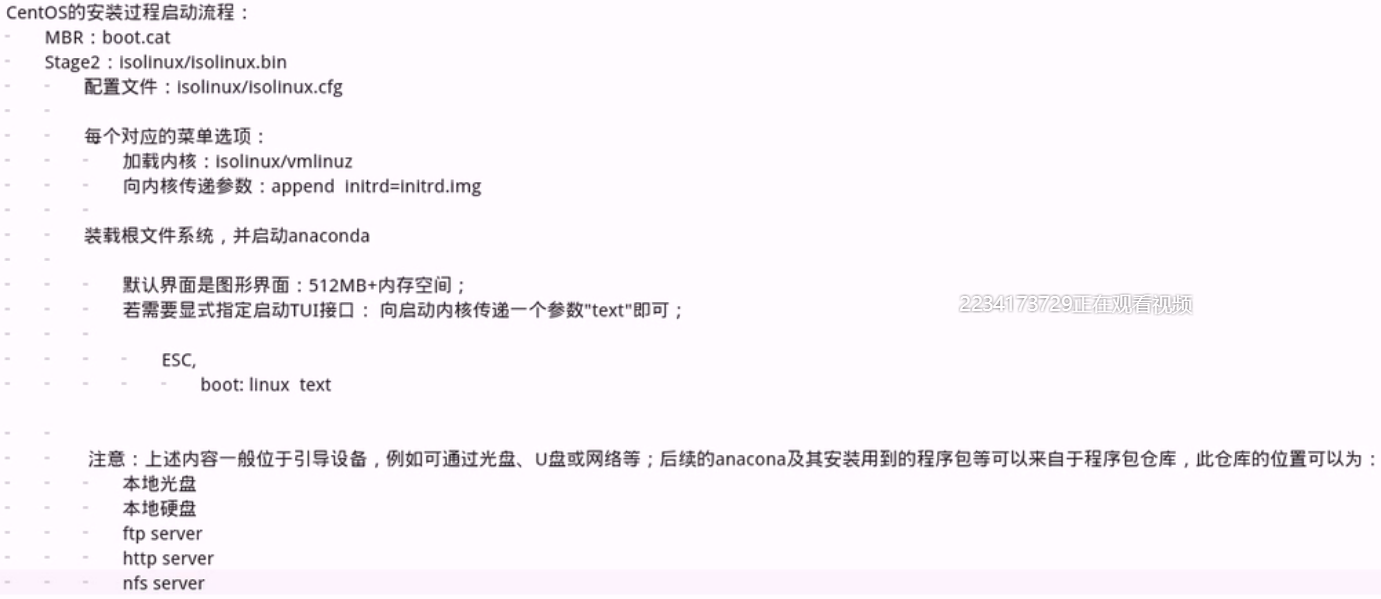 CentOS的安装过程启动流程：
MBR：boot.cat
Stage2：isolinux/isolinux.bin
配置文件：isolinux/isolinux.cfg
每个对应的菜单选项：
加载内核：isolinux/vmlinuz
向内核传递参数：append initrd=initrd.img
装载根文件系统，并启动anaconda
默认界面是图形界面：512MB+内存空间；
若需要显式指定启动TUI接口： 向启动内核传递一个参数"text"即可；
2234173729正在观看视频
ESC,
boot: linux text
注意：上述内容一般位于引导设备，例如可通过光盘、U盘或网络等；后续的anacona及其安装用到的程序包等可以来自于程序包仓库，此仓库的位置可以为：
本地光盘
本地硬盘
ftp server
http server
nfs server